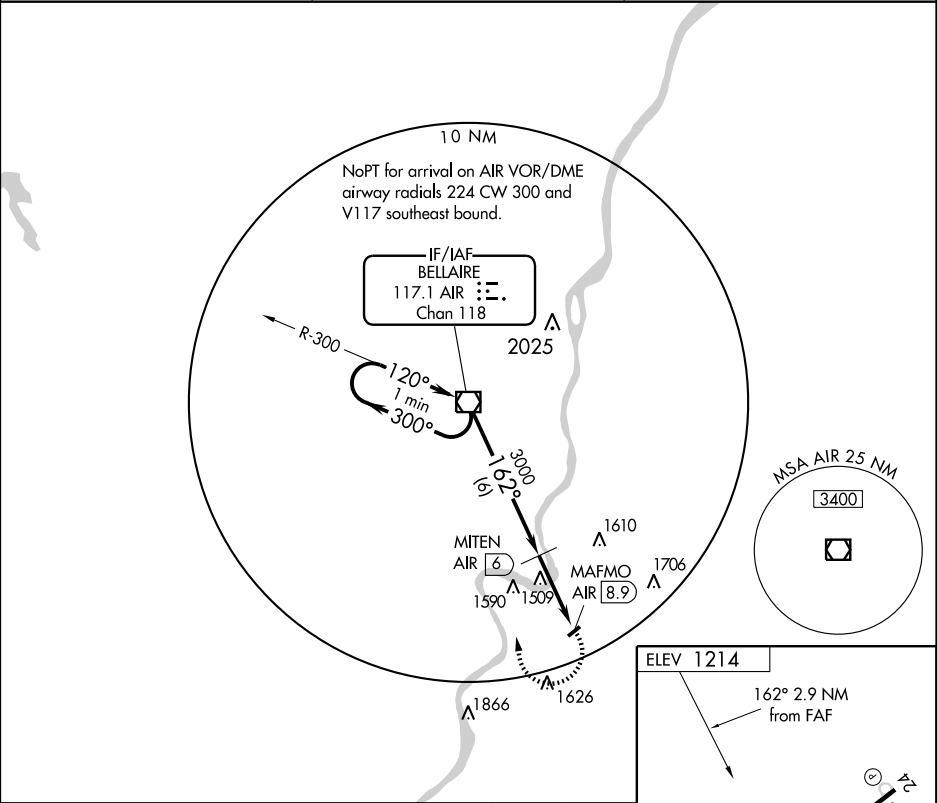 10 NM
NoPT for arrival on AIR VOR/DME
airway radials 224 CW 300 and
V117 southeast bound.
IF/IAF
BELLAIRE
117.1 AIR
Chan 118
2025
R-300
120°
1 min
300°
3000
162°
(6)
MSA AIR 25 NM
3400
MITEN
AIR 6
1610
MAFMO
AIR 8.9
1706
1590
1509
1626
1866
ELEV 1214
162° 2.9 NM
from FAF
P
24